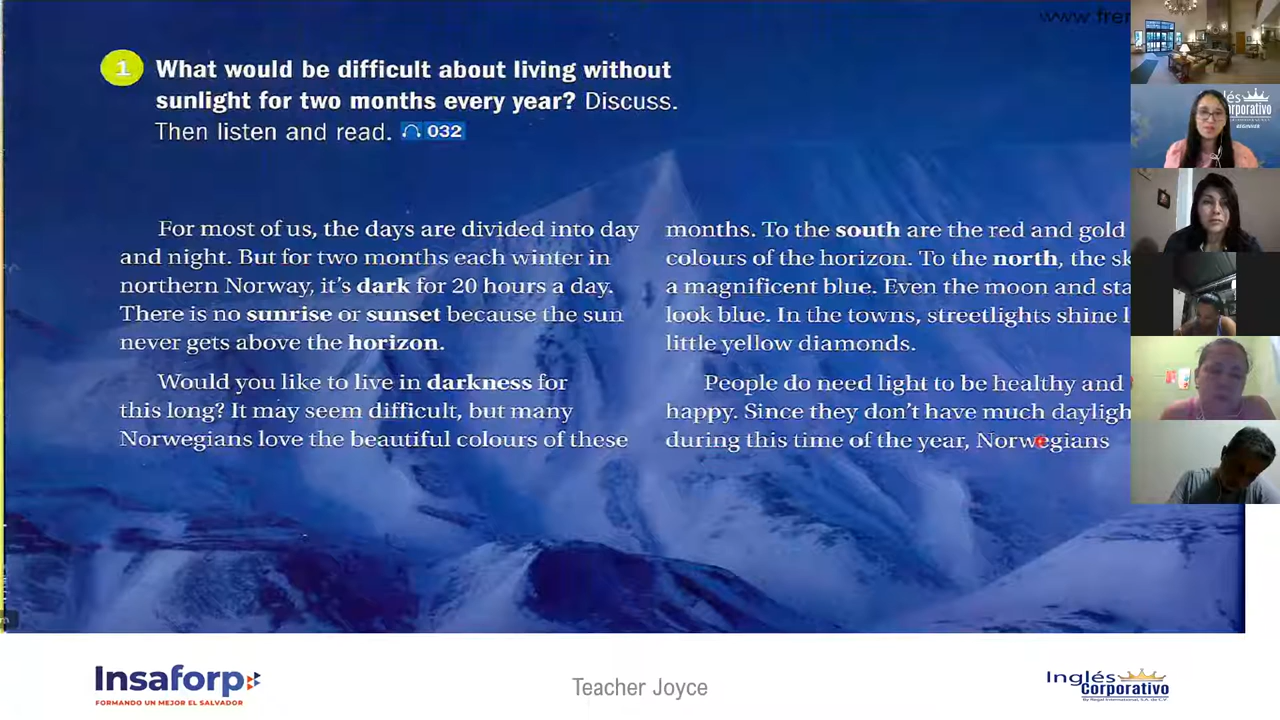 1 What would be difficult about living without
sunlight for two months every year? Discuss.
Then listen and read. 032
For most of us, the days are divided into day
and night. But for two months each winter in
northern Norway, it's dark for 20 hours a day.
There is no sunrise or sunset because the sun
never gets above the horizon.
Would you like to live in darkness for
this long? It may seem difficult, but many
Norwegians love the beautiful colours of these
months. To the south are the red and gold
colours of the horizon. To the north, the
a magnificent blue. Even the moon and
look blue. In the towns, streetlights shine
little yellow diamonds.
People do need light to be healthy and
happy. Since they don't have much
during this time of the year, Norwegians
Corporativo
BEGINNER
Insaforp
FORMANDO UN MEJOR EL SALVADOR
Teacher Joyce
Inglés
Corporativo
By Regal International, S.A. de C.V.